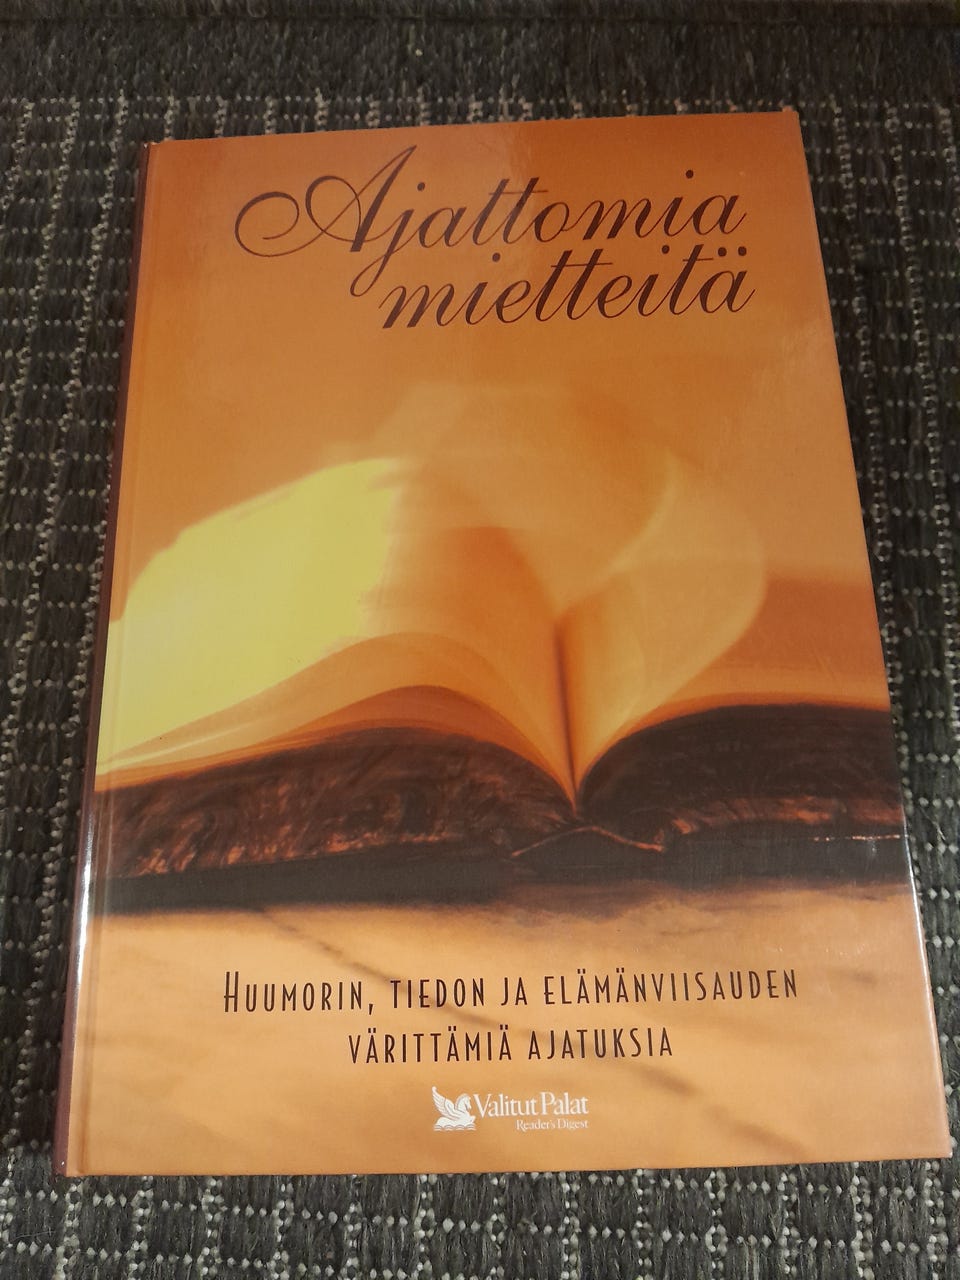 Ajattomia
mietteitä
HUUMORIN, TIEDON JA ELÄMÄNVIISAUDEN
VÄRITTÄMIÄ AJATUKSIA
Valitut Palat
Reader's Digest